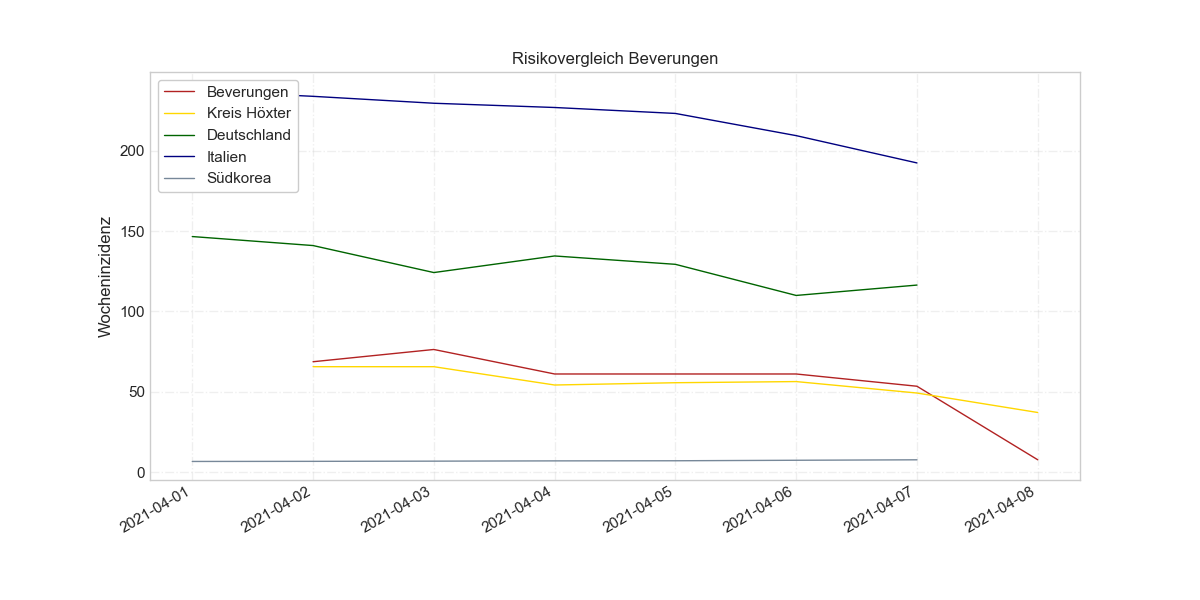 Risikovergleich Beverungen
Beverungen
Kreis Höxter
Deutschland
Italien
Südkorea
Wocheninzidenz
200
150
100
50
0
2021-04-01
2021-04-02
2021-04-03
2021-04-04
2021-04-05
2021-04-06
2021-04-07
2021-04-08